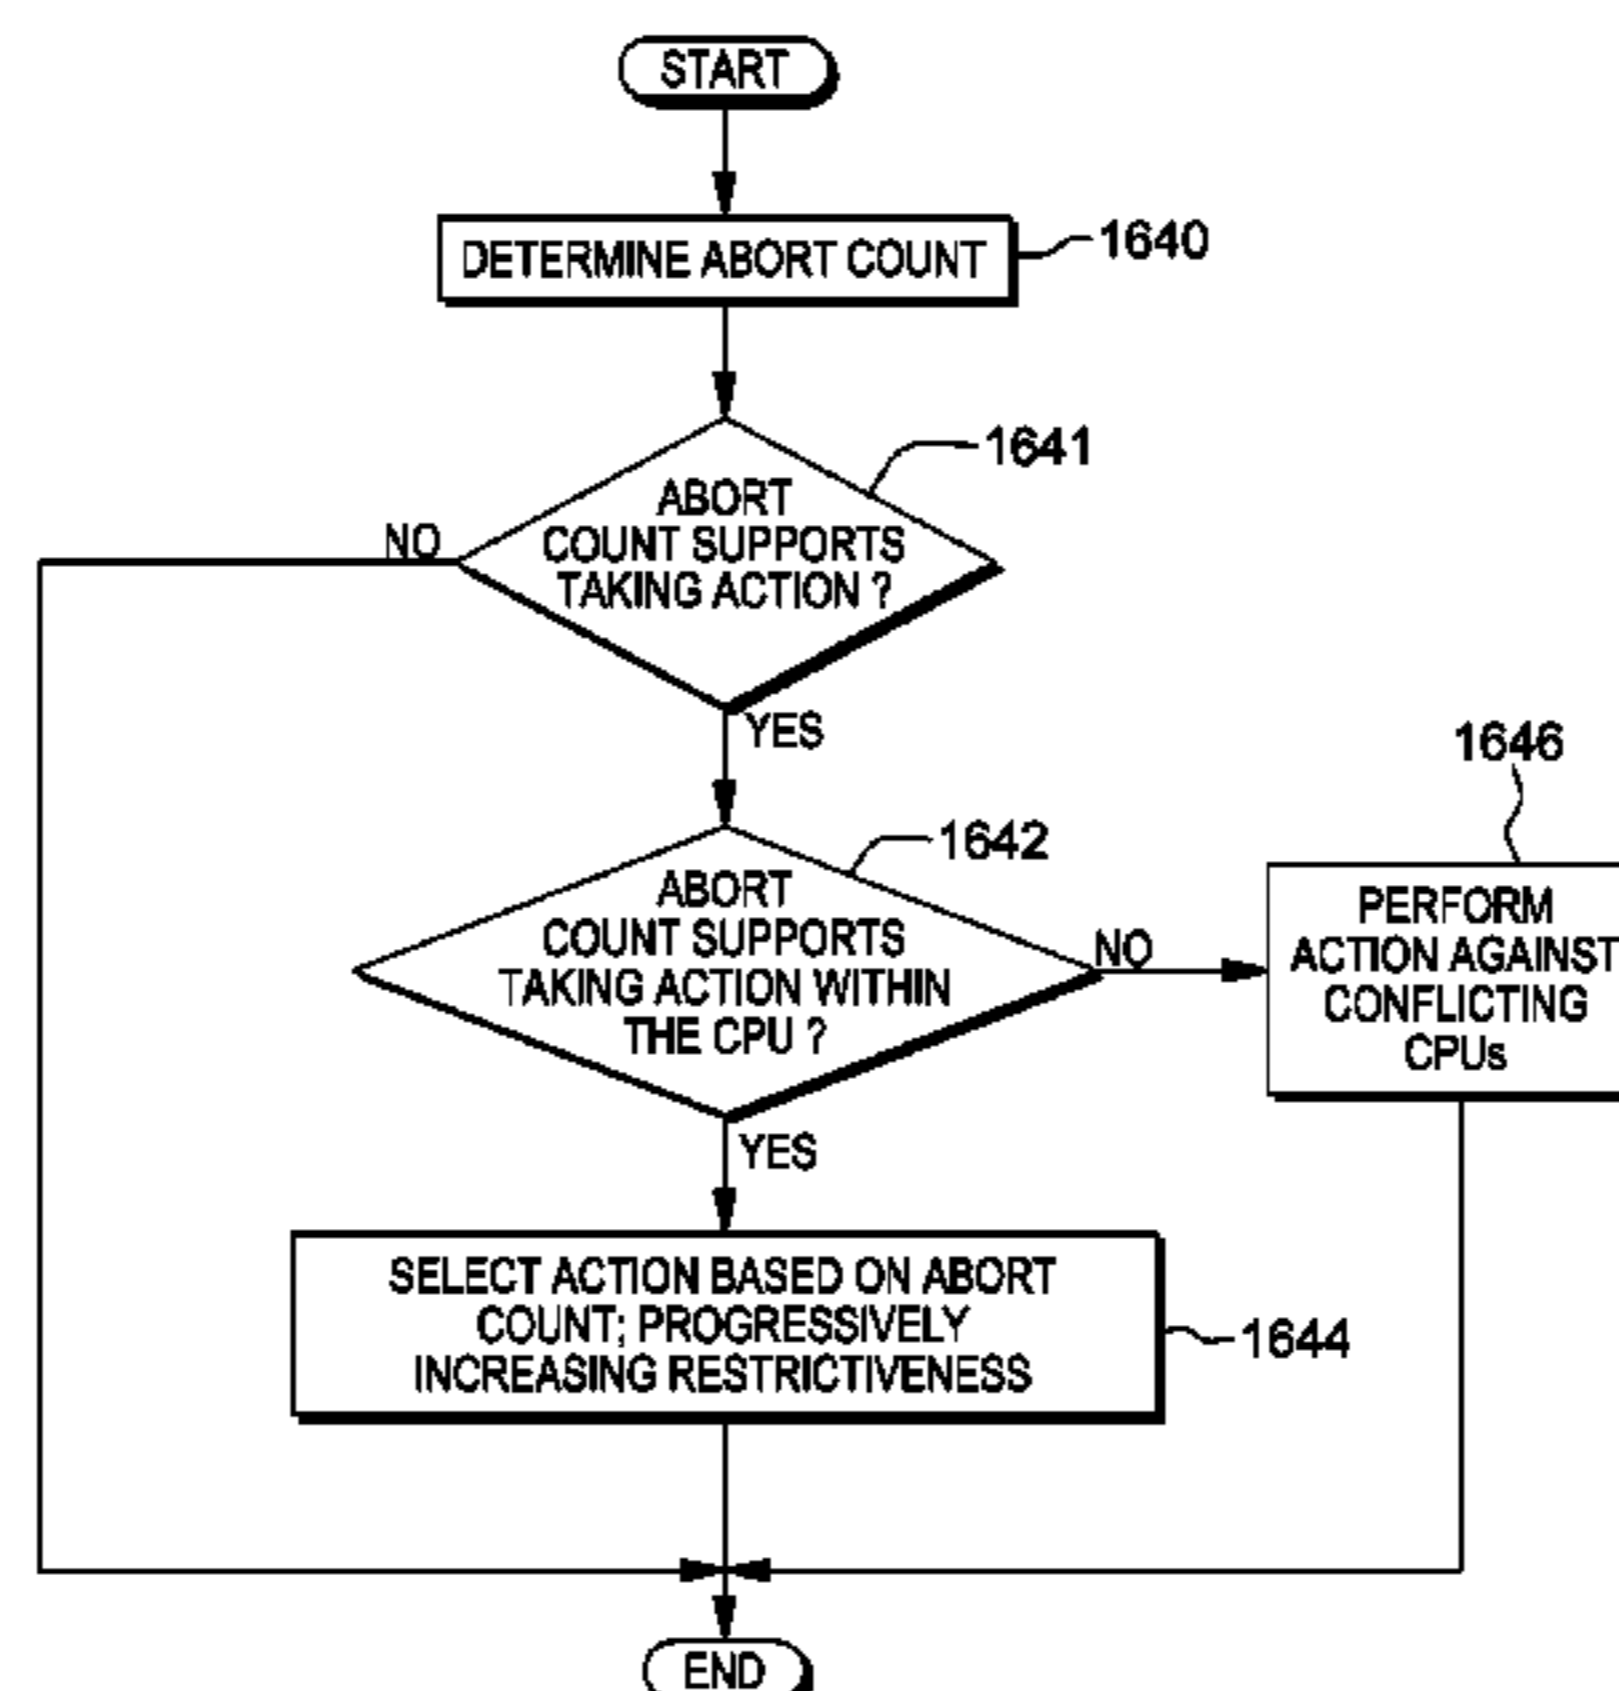 START
DETERMINE ABORT COUNT
1640
1641
ABORT
COUNT SUPPORTS
TAKING ACTION ?
NO
YES
1642
ABORT
COUNT SUPPORTS
TAKING ACTION WITHIN
THE CPU ?
NO
1646
PERFORM
ACTION AGAINST
CONFLICTING
CPUs
YES
SELECT ACTION BASED ON ABORT
COUNT; PROGRESSIVELY
INCREASING RESTRICTIVENESS
1644
END